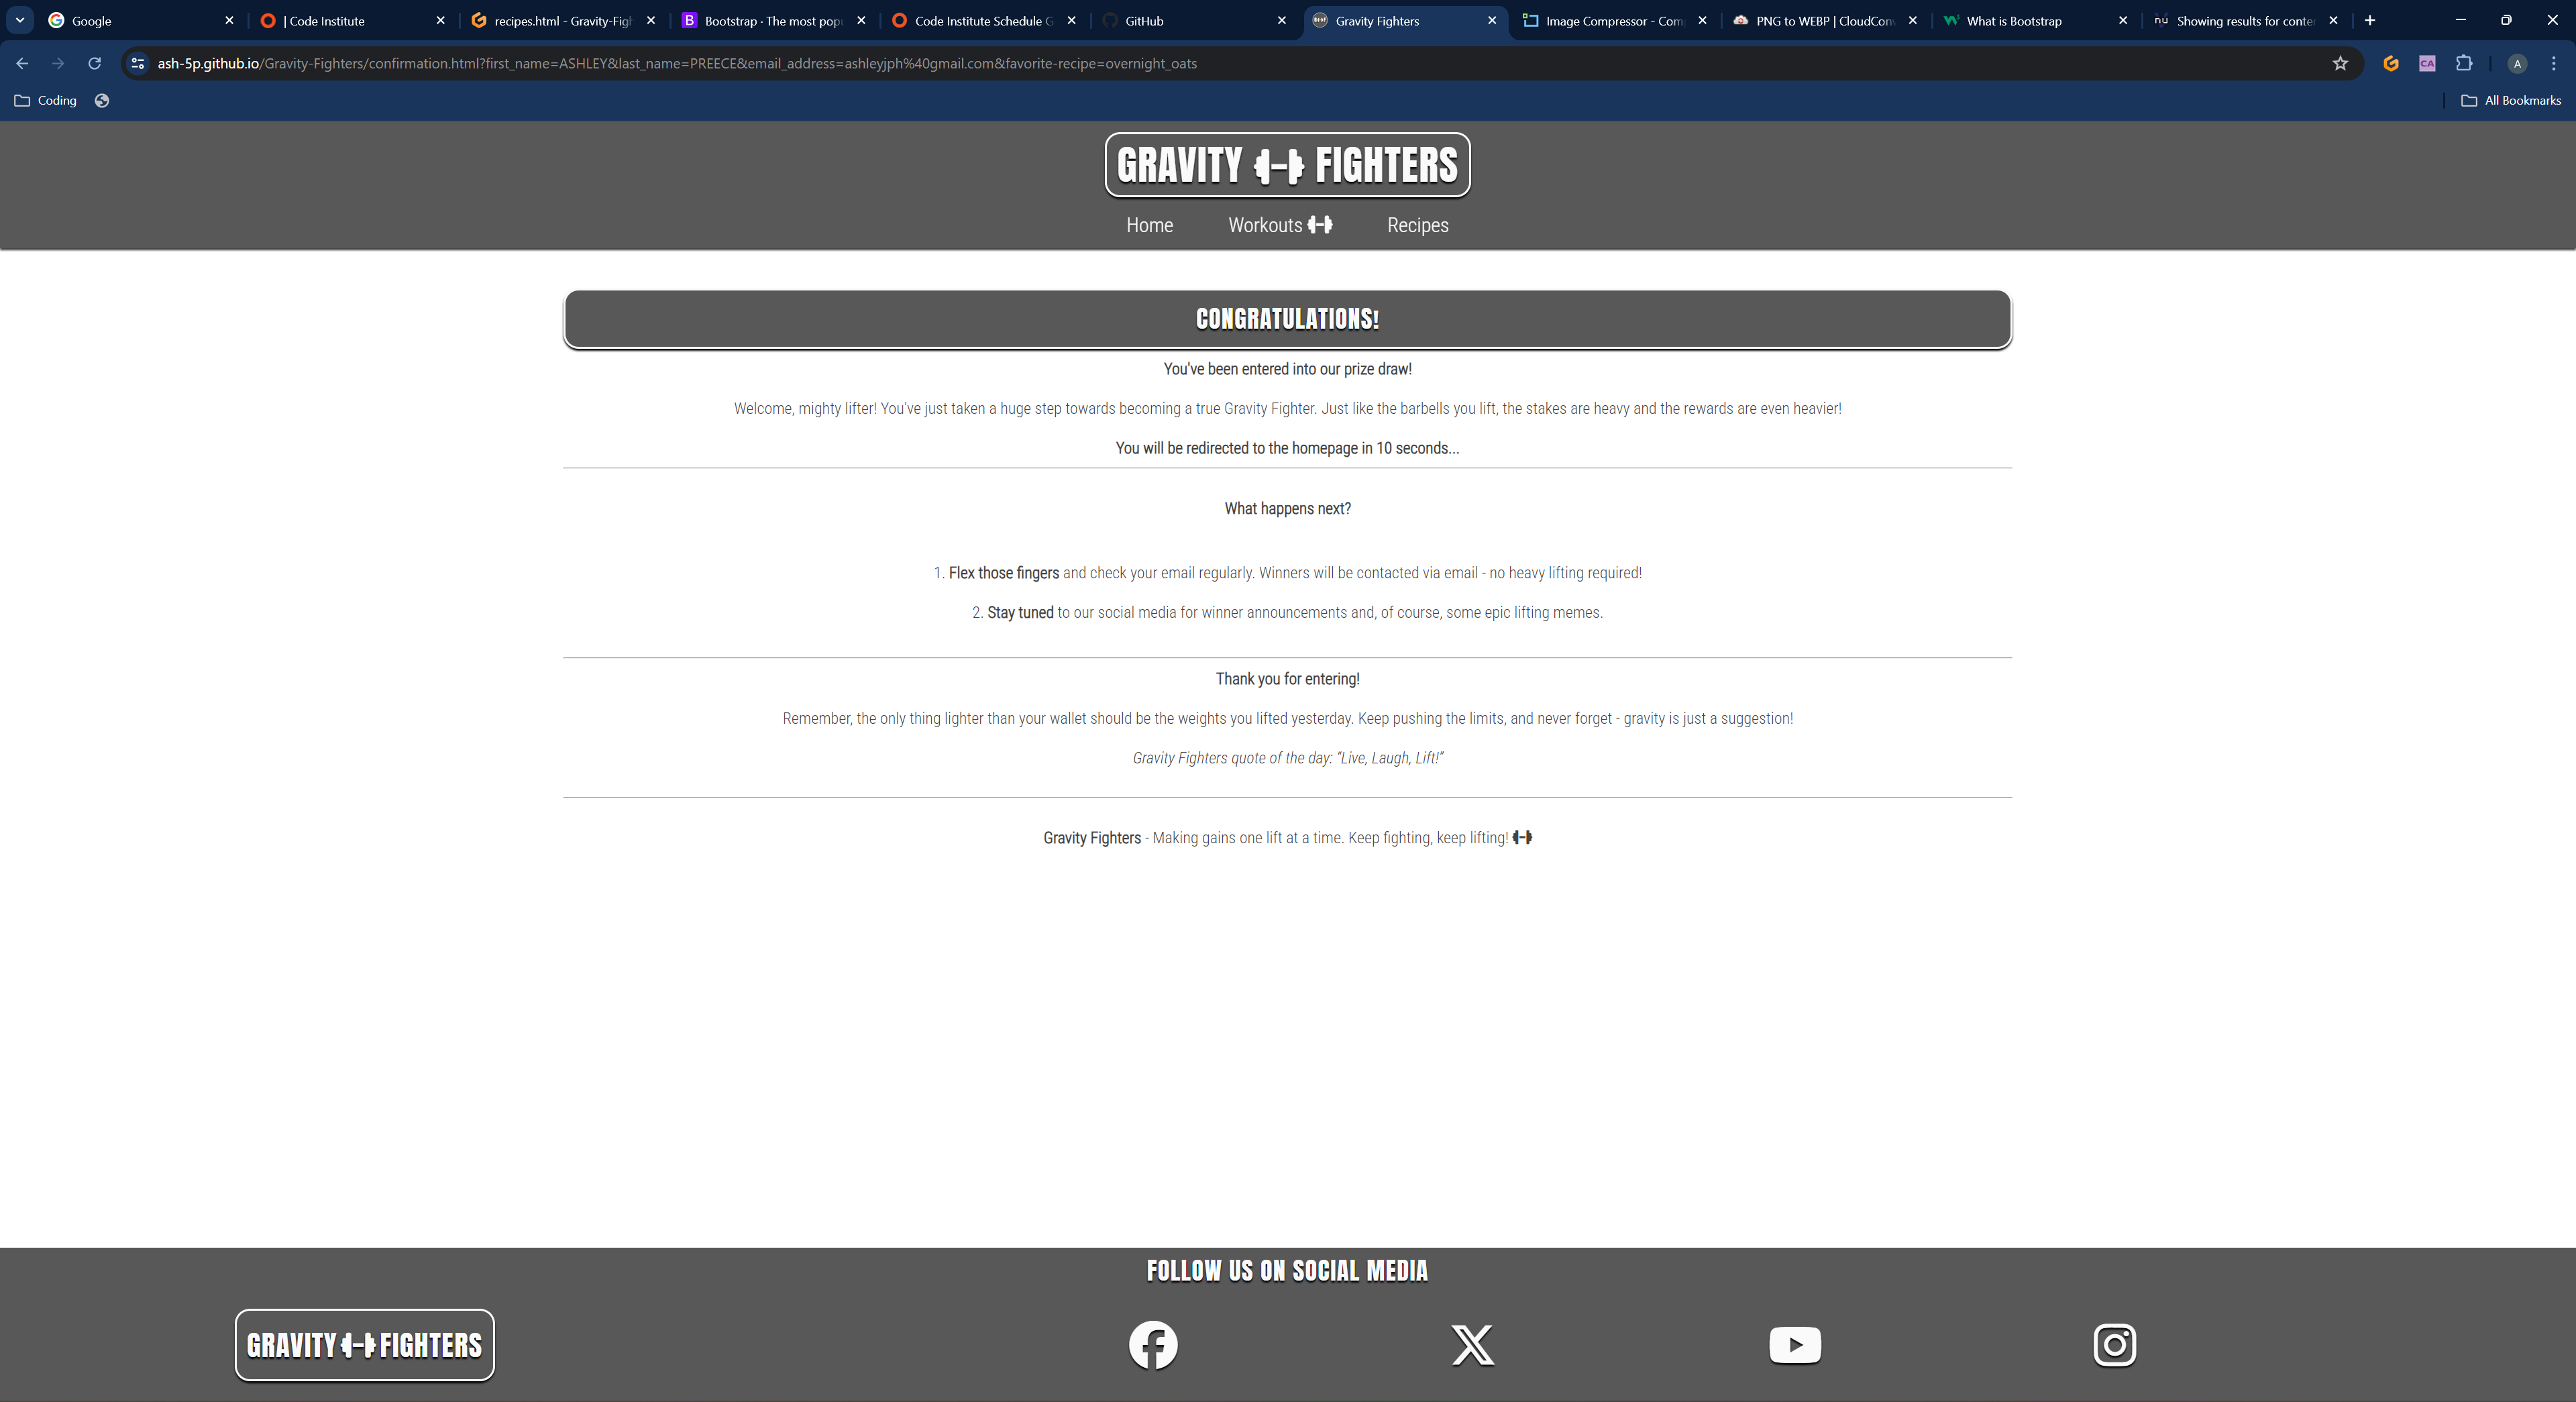 Google
| Code Institute
recipes.html - Gravity-Figh
Bootstrap · The most popu
Code Institute Schedule G
GitHub
Gravity Fighters
Image Compressor - Com
PNG to WEBP | CloudConv
What is Bootstrap
nu Showing results for conten
ash-5p.github.io/Gravity-Fighters/confirmation.html?first_name=ASHLEY&last_name=PREECE&email_address=ashleyjph%40gmail.com&favorite-recipe=overnight_oats
CA
A
Coding
All Bookmarks
GRAVITY FIGHTERS
Home Workouts Recipes
CONGRATULATIONS!
You've been entered into our prize draw!
Welcome, mighty lifter! You've just taken a huge step towards becoming a true Gravity Fighter. Just like the barbells you lift, the stakes are heavy and the rewards are even heavier!
You will be redirected to the homepage in 10 seconds...
What happens next?
1. Flex those fingers and check your email regularly. Winners will be contacted via email - no heavy lifting required!
2. Stay tuned to our social media for winner announcements and, of course, some epic lifting memes.
Thank you for entering!
Remember, the only thing lighter than your wallet should be the weights you lifted yesterday. Keep pushing the limits, and never forget - gravity is just a suggestion!
Gravity Fighters quote of the day: “Live, Laugh, Lift!”
Gravity Fighters - Making gains one lift at a time. Keep fighting, keep lifting!
FOLLOW US ON SOCIAL MEDIA
GRAVITY FIGHTERS